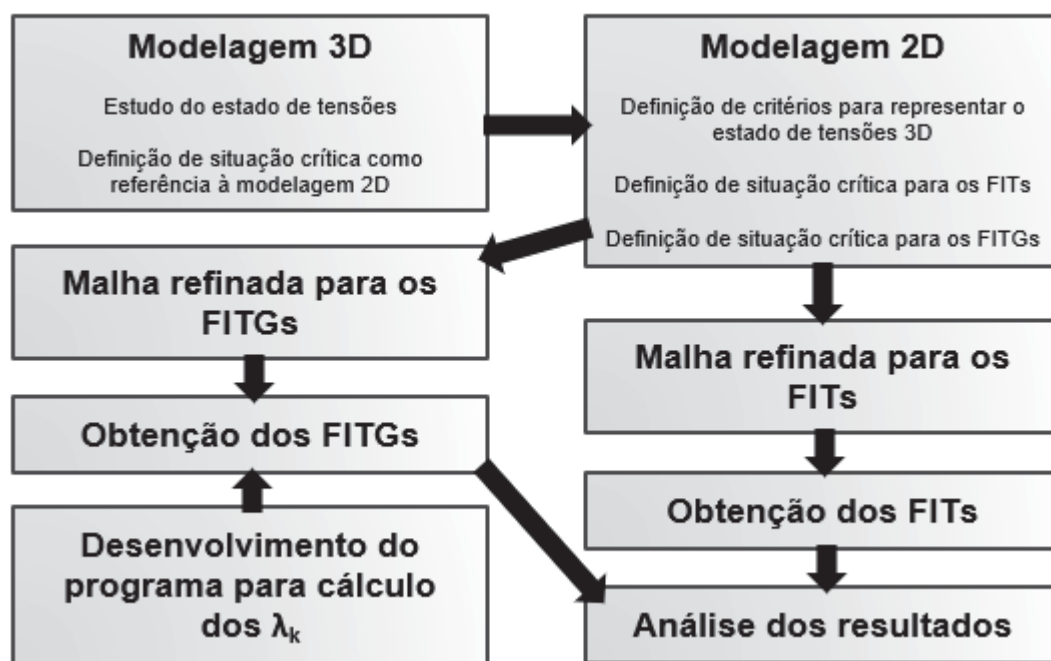 Modelagem 3D
Estudo do estado de tensões
Definição de situação crítica como
referência à modelagem 2D
Modelagem 2D
Definição de critérios para representar o
estado de tensões 3D
Definição de situação crítica para os FITs
Definição de situação crítica para os FITGs
Malha refinada para os
FITGs
Malha refinada para os
FITs
Obtenção dos FITGs
Obtenção dos FITs
Desenvolvimento do
programa para cálculo
dos λk
Análise dos resultados